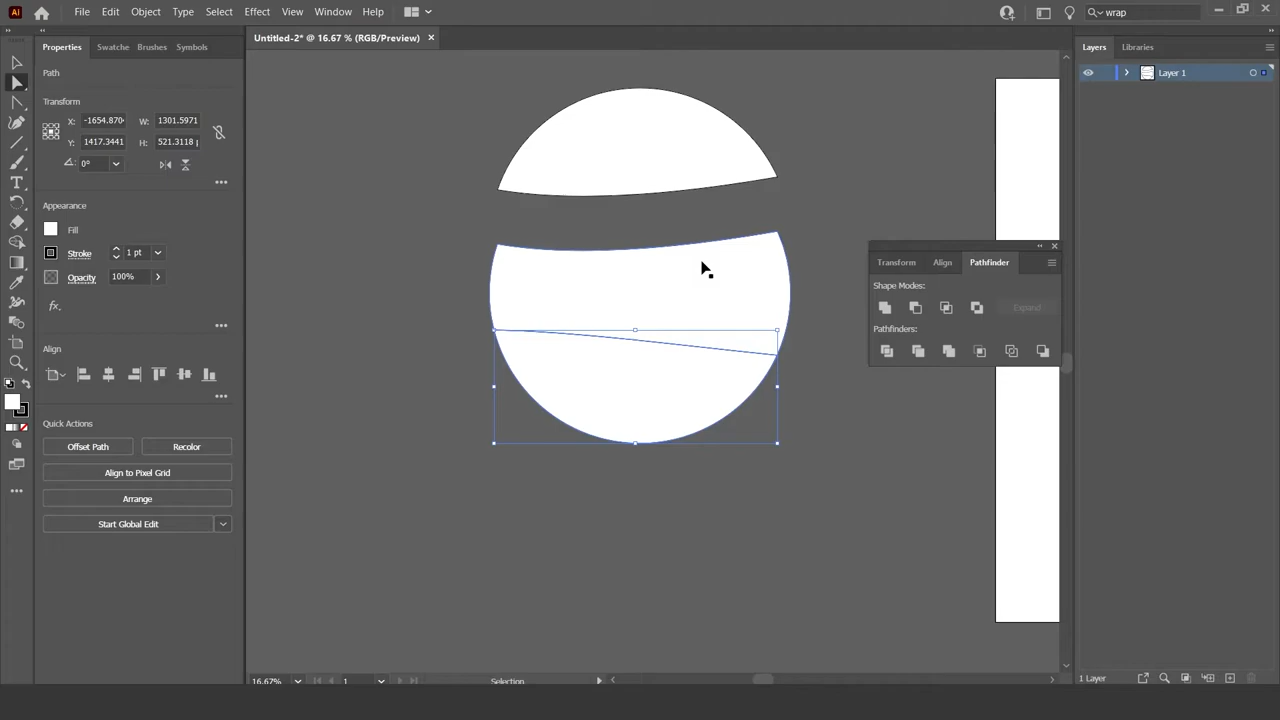 Ai File Edit Object Type Select Effect View Window Help wrap
Properties Swatche Brushes Symbols
Untitled-2* @ 16.67 % (RGB/Preview) ×
Layers Libraries
Path
Layer 1
Transform
X: -1654.870 W: 1301.5971
Y: 1417.3441 H: 521.3118 p
0°
Appearance
Fill
Stroke 1 pt
Opacity 100%
fx.
Transform Align Pathfinder
Shape Modes:
Expand
Pathfinders:
Align
Quick Actions
Offset Path Recolor
Align to Pixel Grid
Arrange
Start Global Edit
16.67% 1 Selection
1 Layer